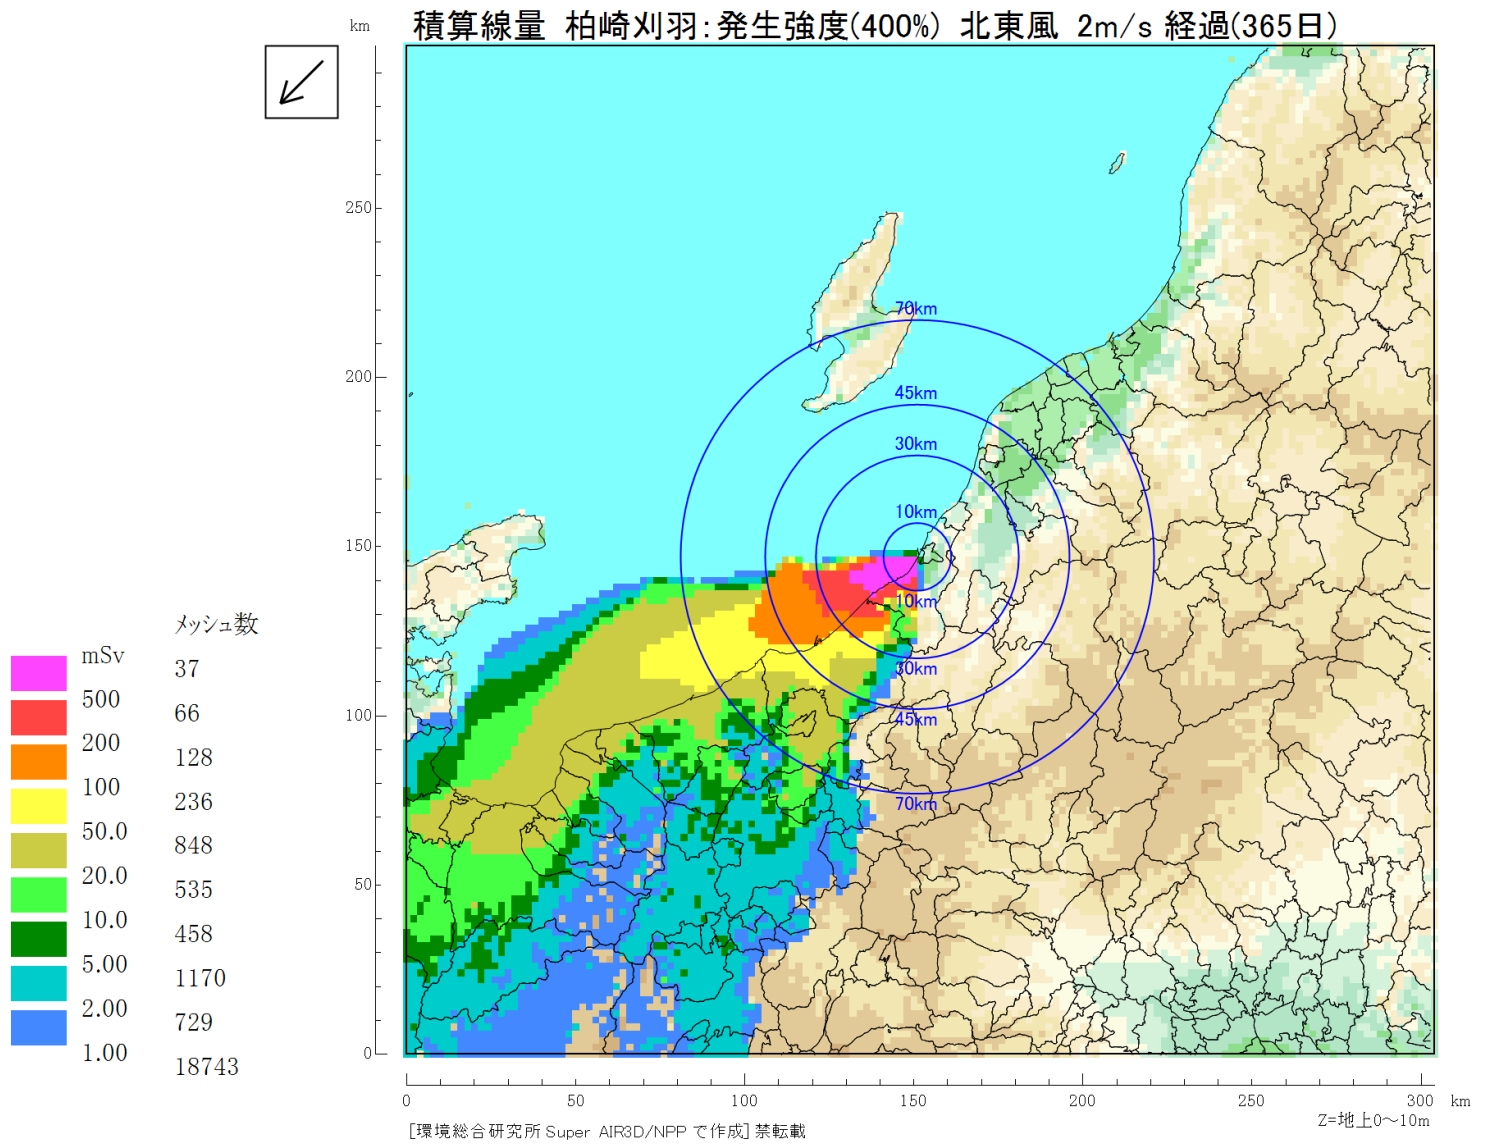 積算線量 柏崎刈羽:発生強度(400%) 北東風 2m/s 経過(365日)
km
250
200
150
100
50
0
70km
45km
30km
10km
10km
30km
45km
70km
メッシュ数
mSv
37
500
66
200
128
100
236
50.0
848
20.0
535
10.0
458
5.00
1170
2.00
729
1.00
18743
0 50 100 150 200 250 300 km
Z=地上0~10m
[環境総合研究所 Super AIR3D/NPP で作成] 禁転載